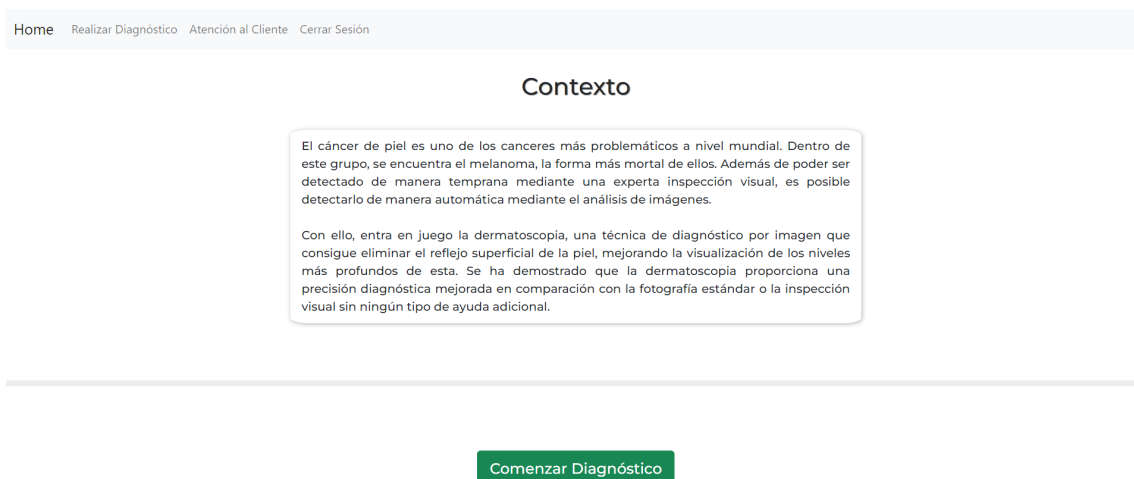 Home Realizar Diagnóstico Atención al Cliente Cerrar Sesión
Contexto
El cáncer de piel es uno de los canceres más problemáticos a nivel mundial. Dentro de
este grupo, se encuentra el melanoma, la forma más mortal de ellos. Además de poder ser
detectado de manera temprana mediante una experta inspección visual, es posible
detectarlo de manera automática mediante el análisis de imágenes.
Con ello, entra en juego la dermatoscopia, una técnica de diagnóstico por imagen que
consigue eliminar el reflejo superficial de la piel, mejorando la visualización de los niveles
más profundos de esta. Se ha demostrado que la dermatoscopia proporciona una
precisión diagnóstica mejorada en comparación con la fotografía estándar o la inspección
visual sin ningún tipo de ayuda adicional.
Comenzar Diagnóstico